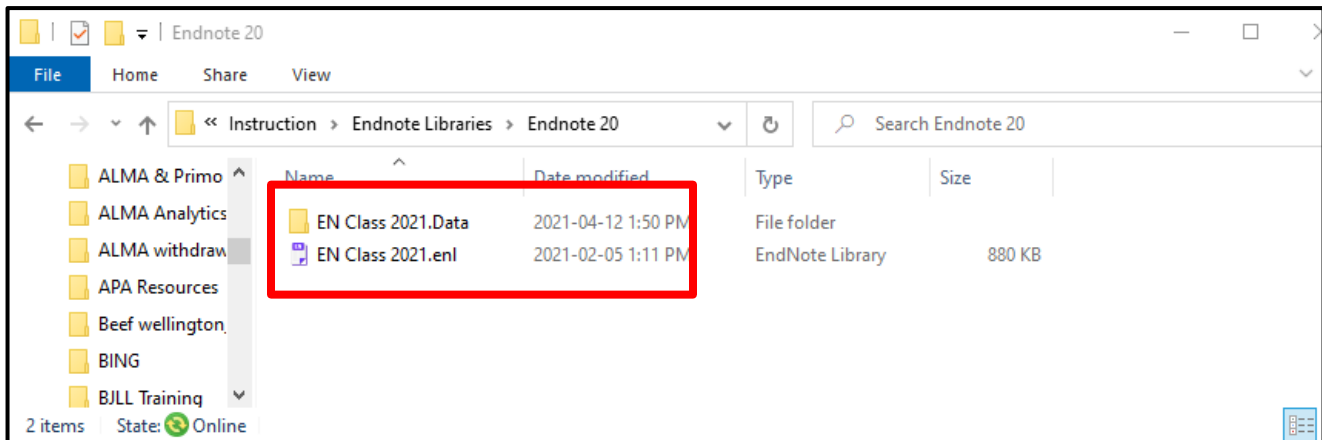 Endnote 20
File Home Share View
« Instruction > Endnote Libraries > Endnote 20 Search Endnote 20
Name Date modified Type Size
ALMA & Primo
ALMA Analytics
ALMA withdraw
APA Resources
Beef wellington_
BING
BJLL Training
EN Class 2021.Data 2021-04-12 1:50 PM File folder
EN Class 2021.enl 2021-02-05 1:11 PM EndNote Library 880 KB
2 items State: Online